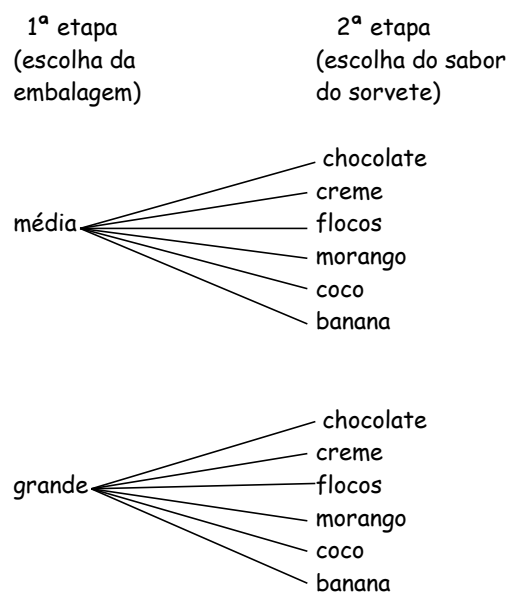 1ª etapa
(escolha da
embalagem)
2ª etapa
(escolha do sabor
do sorvete)
média
chocolate
creme
flocos
morango
coco
banana
grande
chocolate
creme
flocos
morango
coco
banana